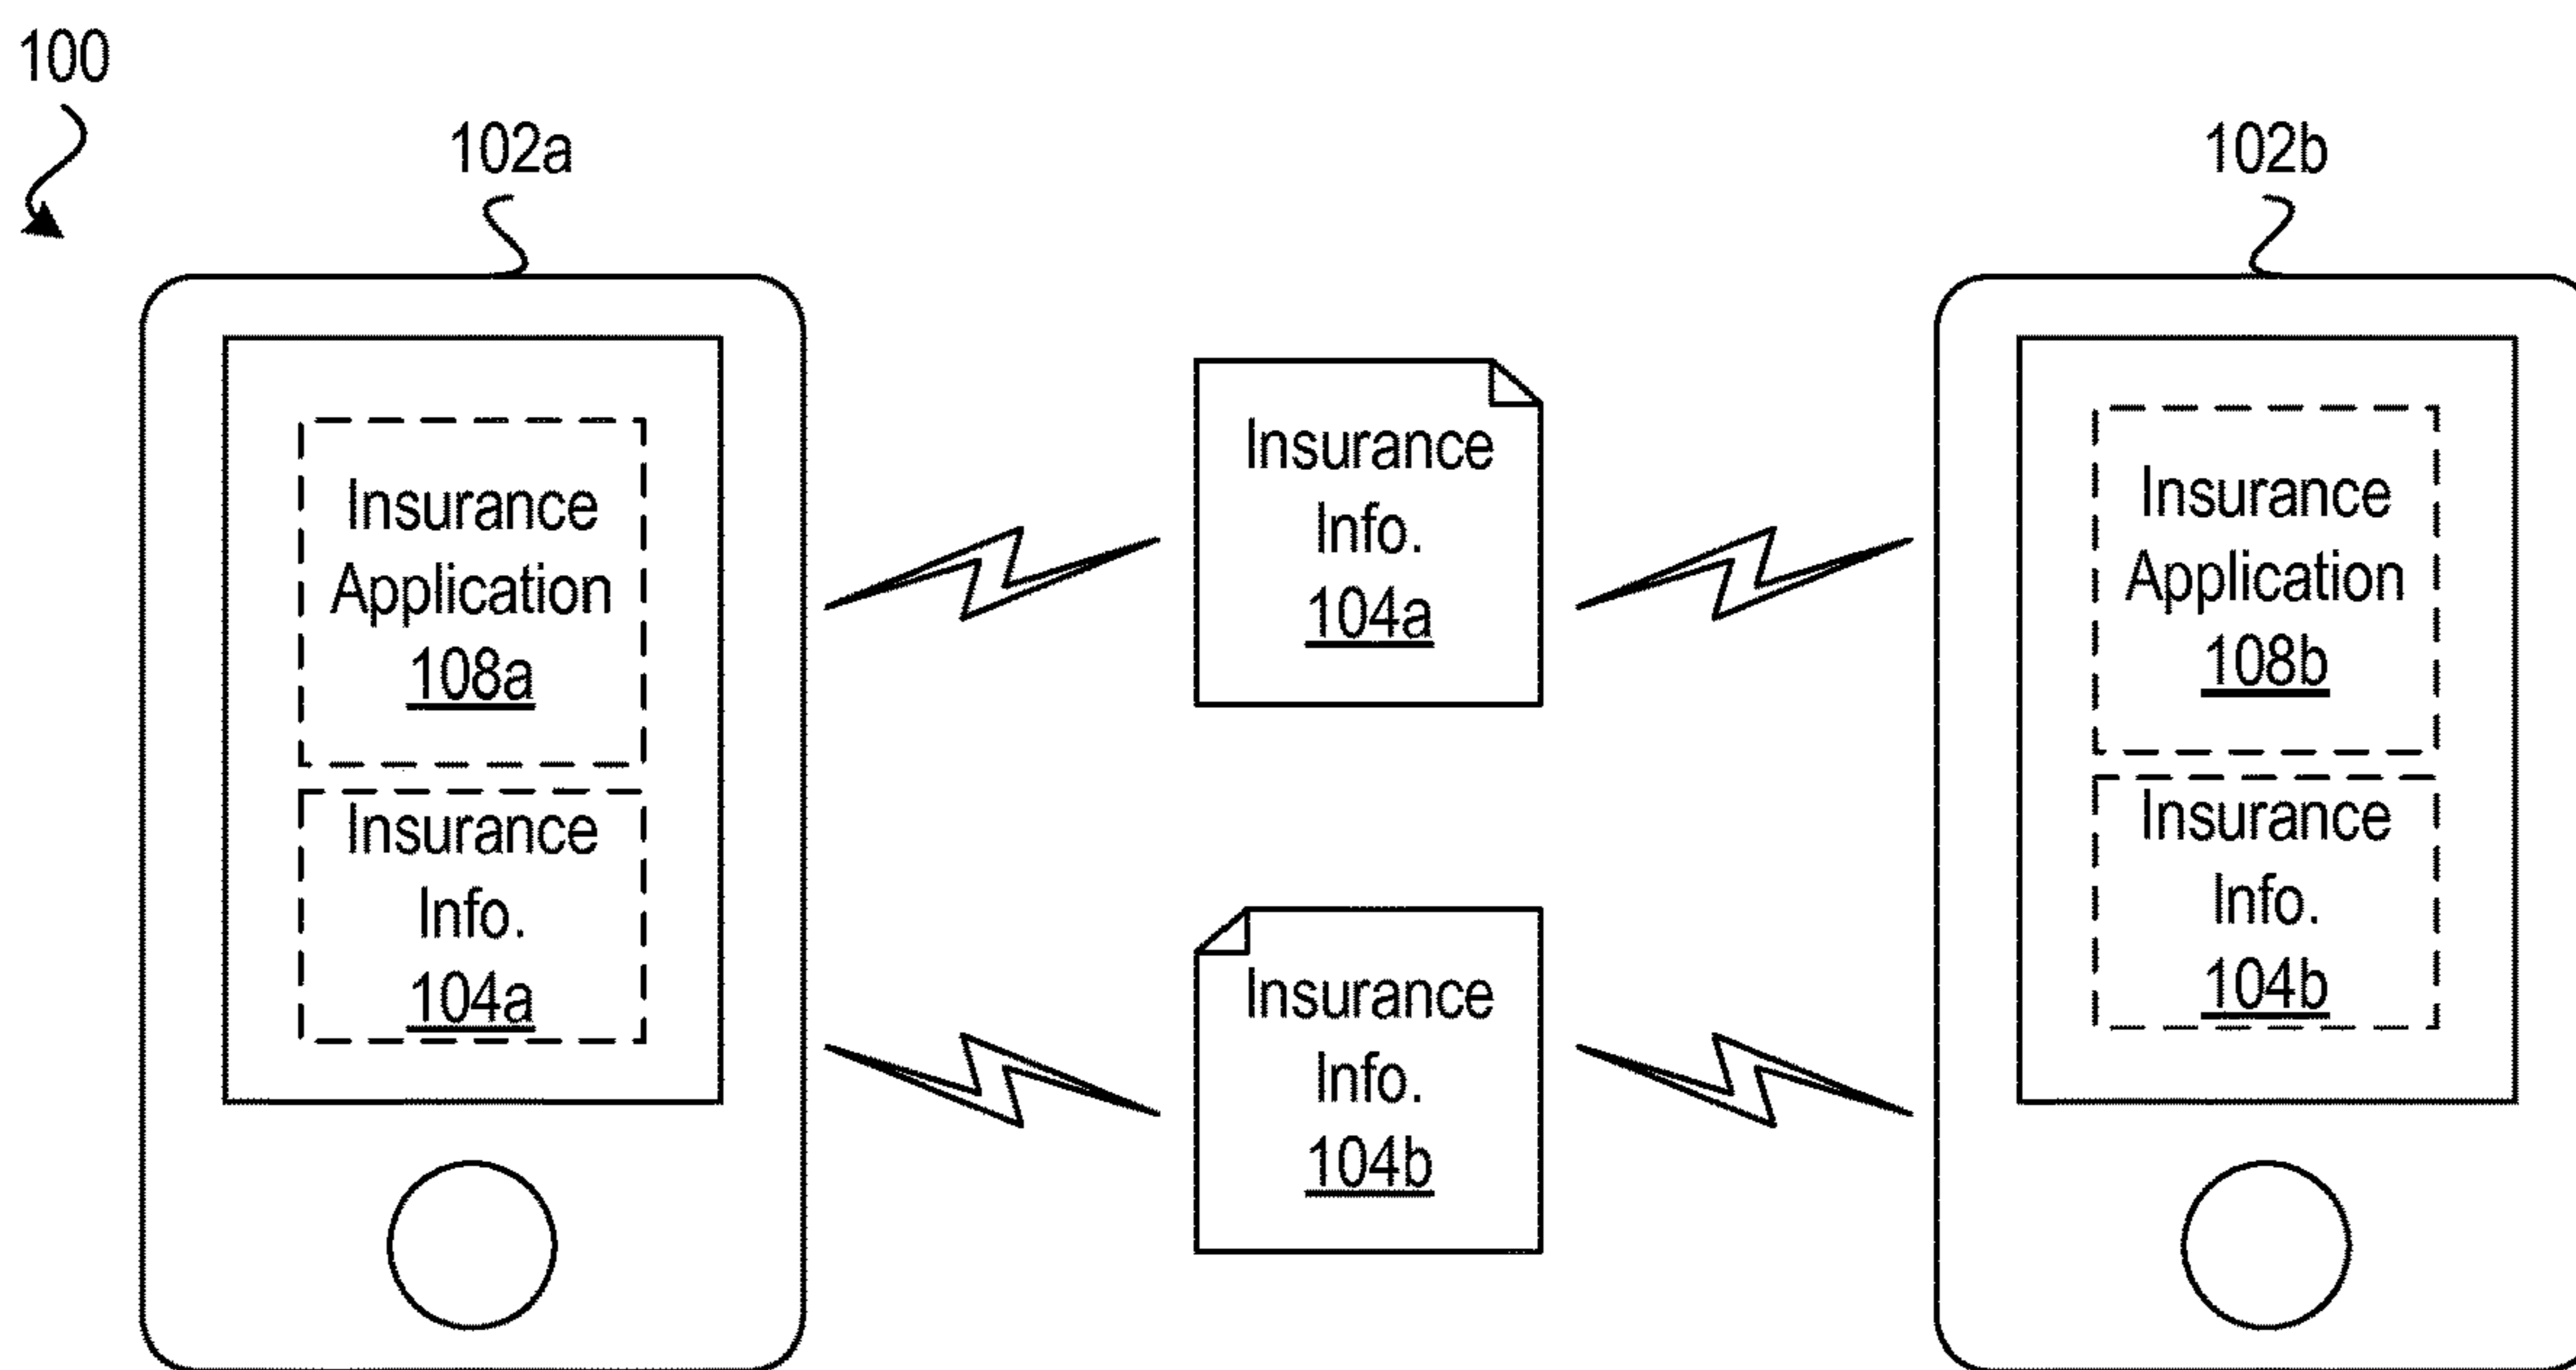 100
102a
102b
Insurance
Application
108a
Insurance
Info.
104a
Insurance
Info.
104a
Insurance
Info.
104b
Insurance
Application
108b
Insurance
Info.
104b